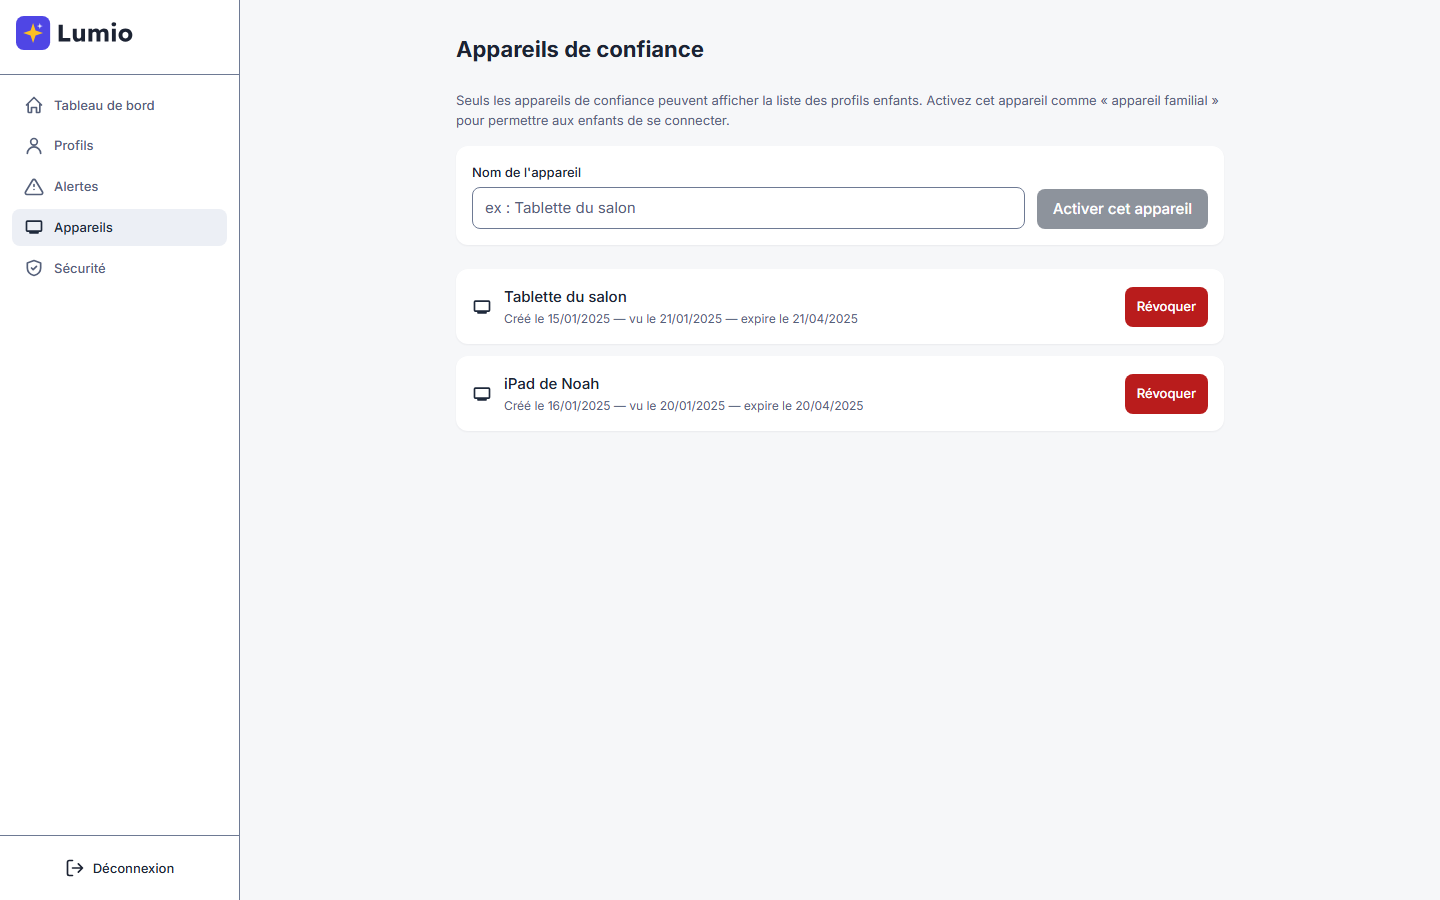 Lumio
Tableau de bord
Profils
Alertes
Appareils
Sécurité
Déconnexion
Appareils de confiance
Seuls les appareils de confiance peuvent afficher la liste des profils enfants. Activez cet appareil comme « appareil familial »
pour permettre aux enfants de se connecter.
Nom de l'appareil
ex : Tablette du salon
Activer cet appareil
Tablette du salon
Créé le 15/01/2025 — vu le 21/01/2025 — expire le 21/04/2025
Révoquer
iPad de Noah
Créé le 16/01/2025 — vu le 20/01/2025 — expire le 20/04/2025
Révoquer